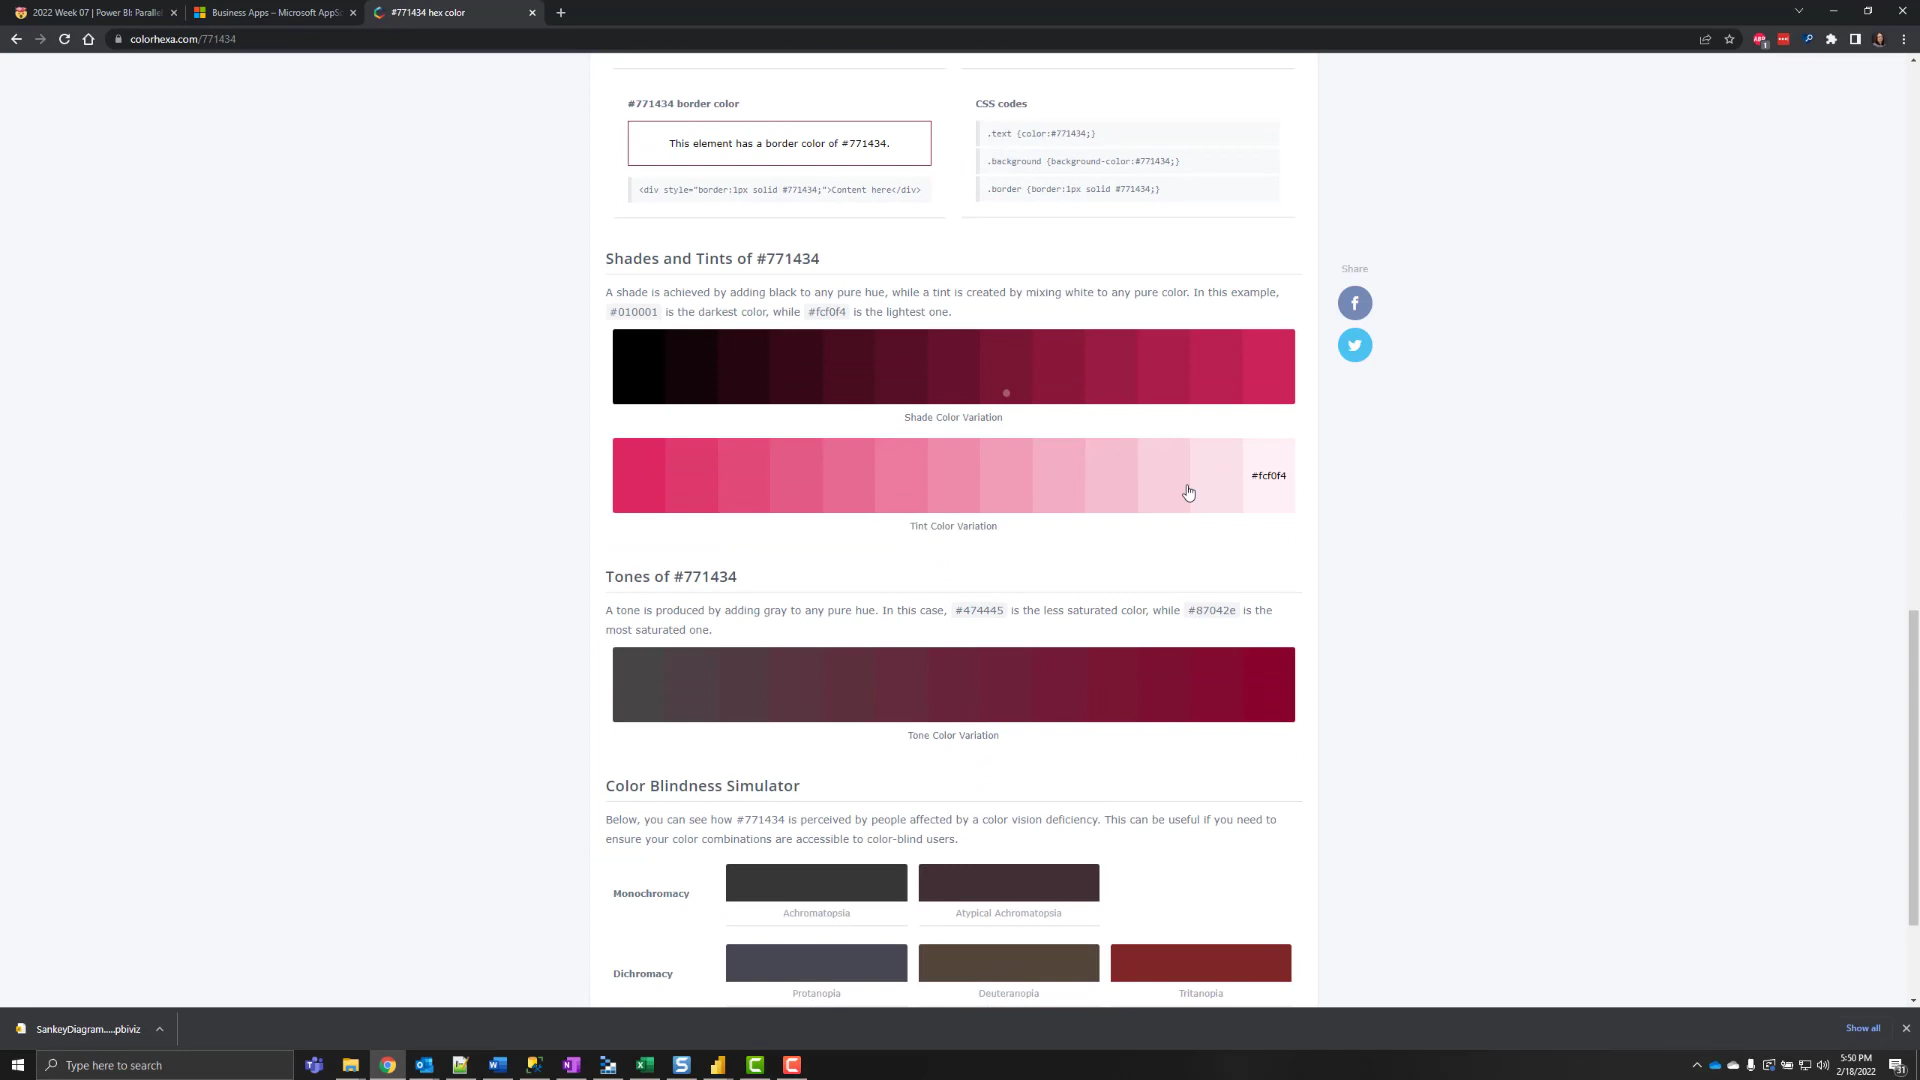 2022 Week 07 | Power BI: Parallel
Business Apps – Microsoft AppSo
#771434 hex color
colorhexa.com/771434
#771434 border color
This element has a border color of #771434.
<div style="border:1px solid #771434;">Content here</div>
CSS codes
.text {color:#771434;}
.background {background-color:#771434;}
.border {border:1px solid #771434;}
Shades and Tints of #771434
A shade is achieved by adding black to any pure hue, while a tint is created by mixing white to any pure color. In this example,
#010001 is the darkest color, while #fcf0f4 is the lightest one.
Share
Shade Color Variation
#fcf0f4
Tint Color Variation
Tones of #771434
A tone is produced by adding gray to any pure hue. In this case, #474445 is the less saturated color, while #87042e is the
most saturated one.
Tone Color Variation
Color Blindness Simulator
Below, you can see how #771434 is perceived by people affected by a color vision deficiency. This can be useful if you need to
ensure your color combinations are accessible to color-blind users.
Monochromacy
Achromatopsia
Atypical Achromatopsia
Dichromacy
Protanopia
Deuteranopia
Tritanopia
SankeyDiagram.....pbiviz
Show all
Type here to search
5:50 PM
2/18/2022